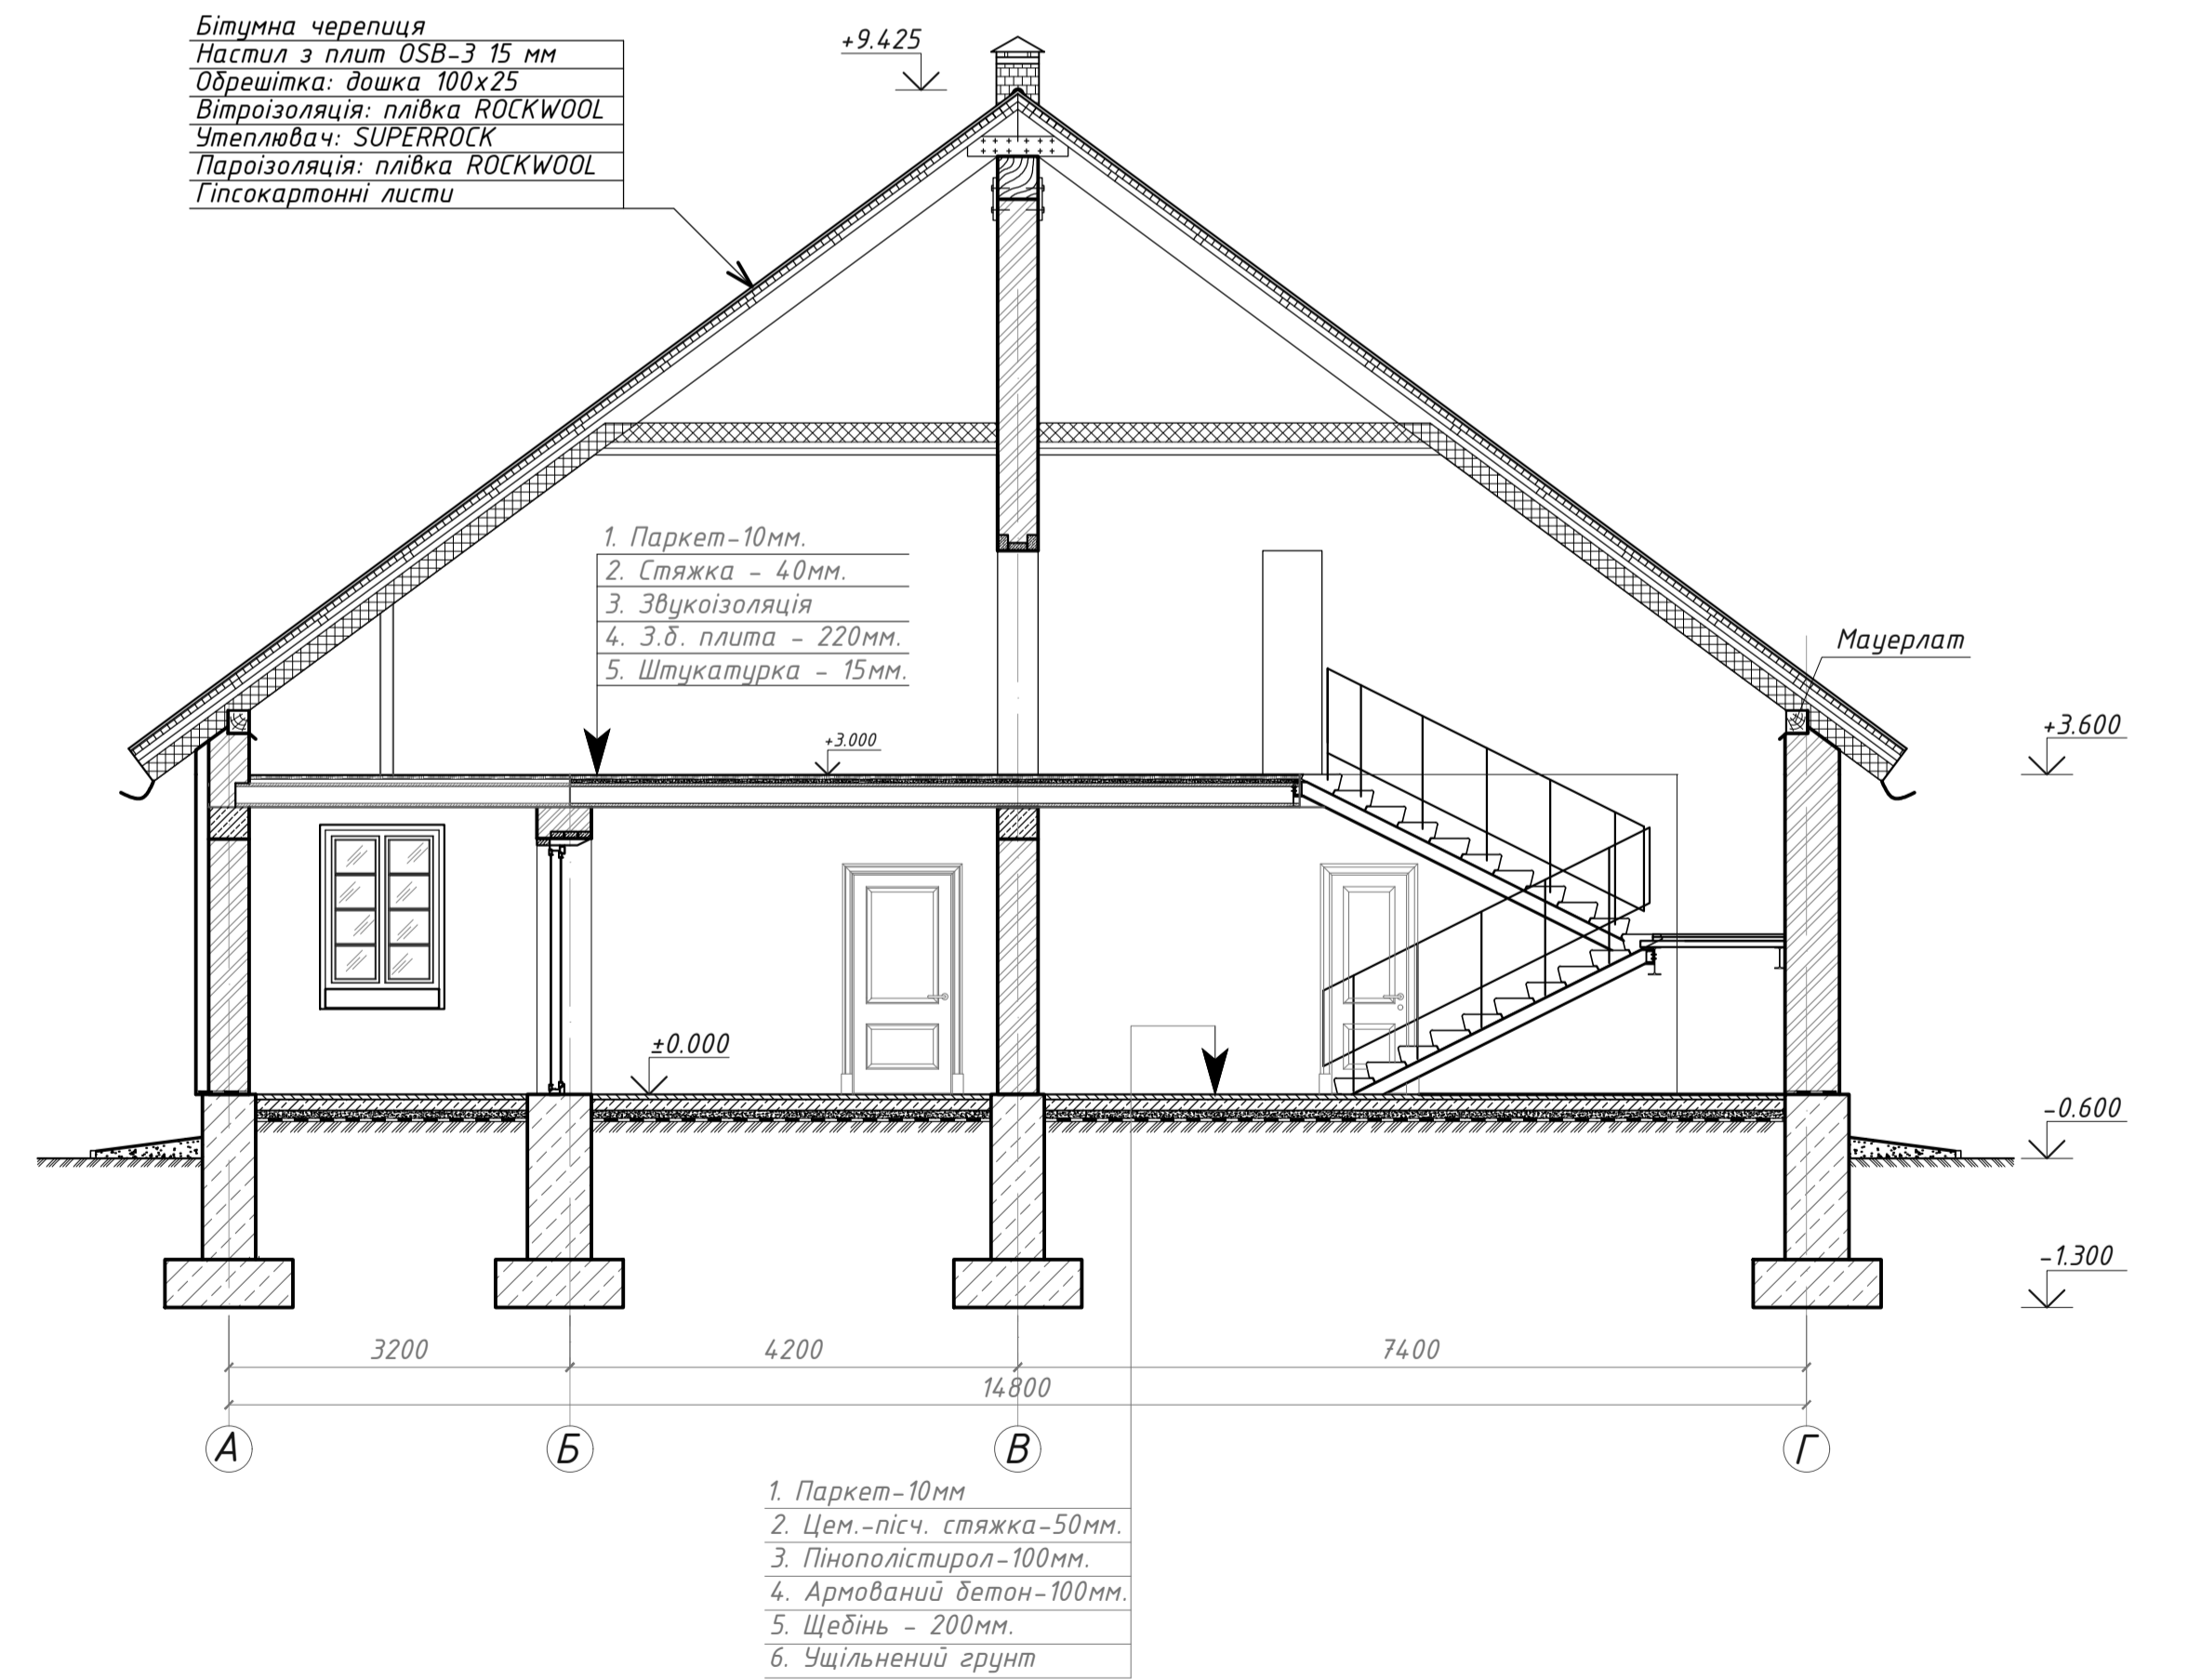 Бітумна черепиця
Настил з плит OSB-3 15 мм
Обрешітка: дошка 100х25
Вітроізоляція: плівка ROCKWOOL
Утеплювач: SUPERROCK
Пароізоляція: плівка ROCKWOOL
Гіпсокартонні листи
+9.425
1. Паркет-10мм.
2. Стяжка - 40мм.
3. Звукоізоляція
4. З.б. плита - 220мм.
5. Штукатурка - 15мм.
Мауерлат
+3.600
+3.000
±0.000
-0.600
-1.300
3200
4200
7400
14800
А
Б
В
Г
1. Паркет-10мм
2. Цем.-пісч. стяжка-50мм.
3. Пінополістирол-100мм.
4. Армований бетон-100мм.
5. Щебінь - 200мм.
6. Ущільнений грунт